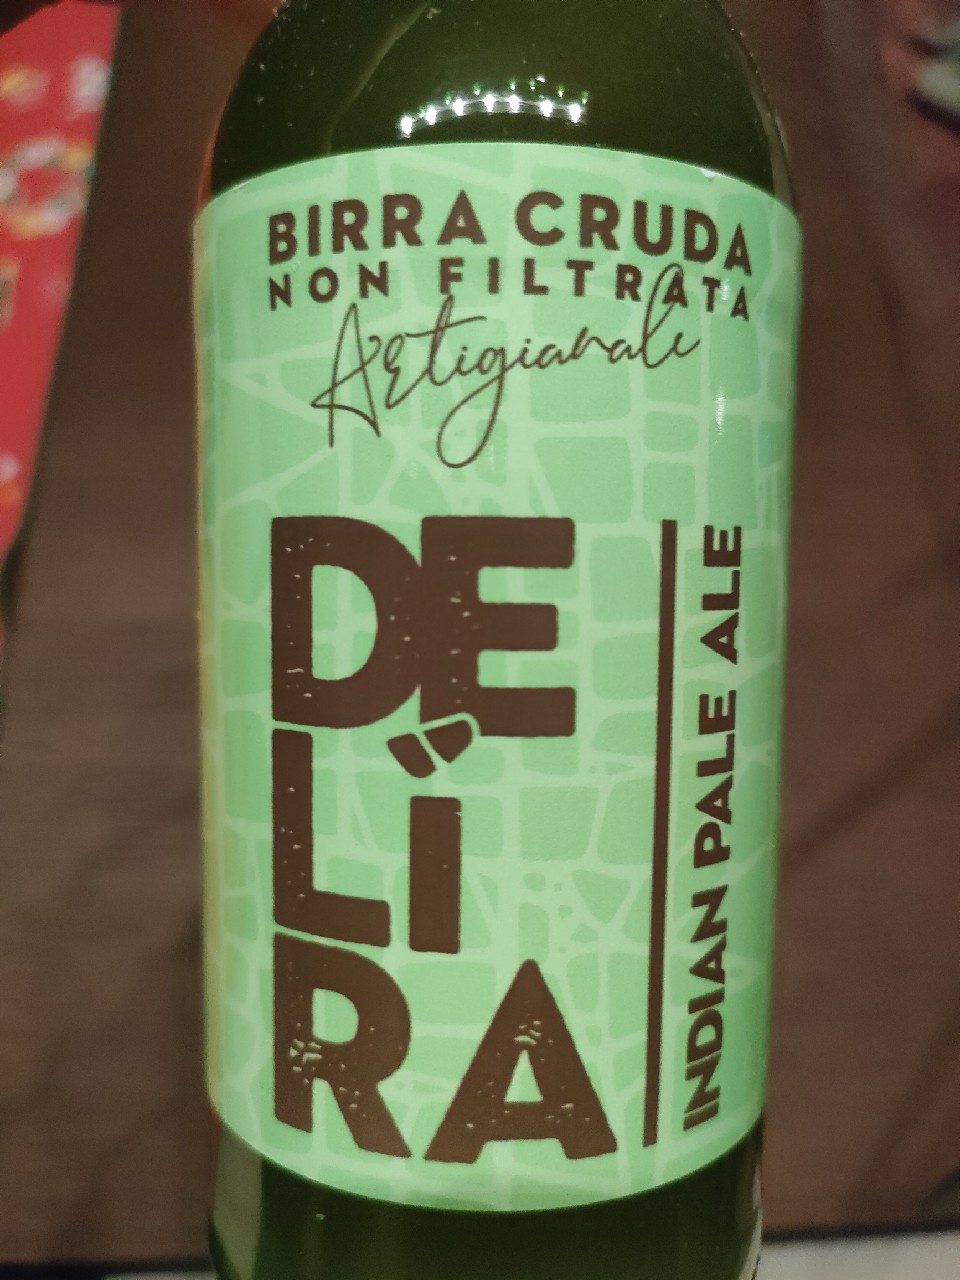 BIRRA CRUDA
NON FILTRATA
Artigianale
DE
LÌ
RA
INDIAN PALE ALE